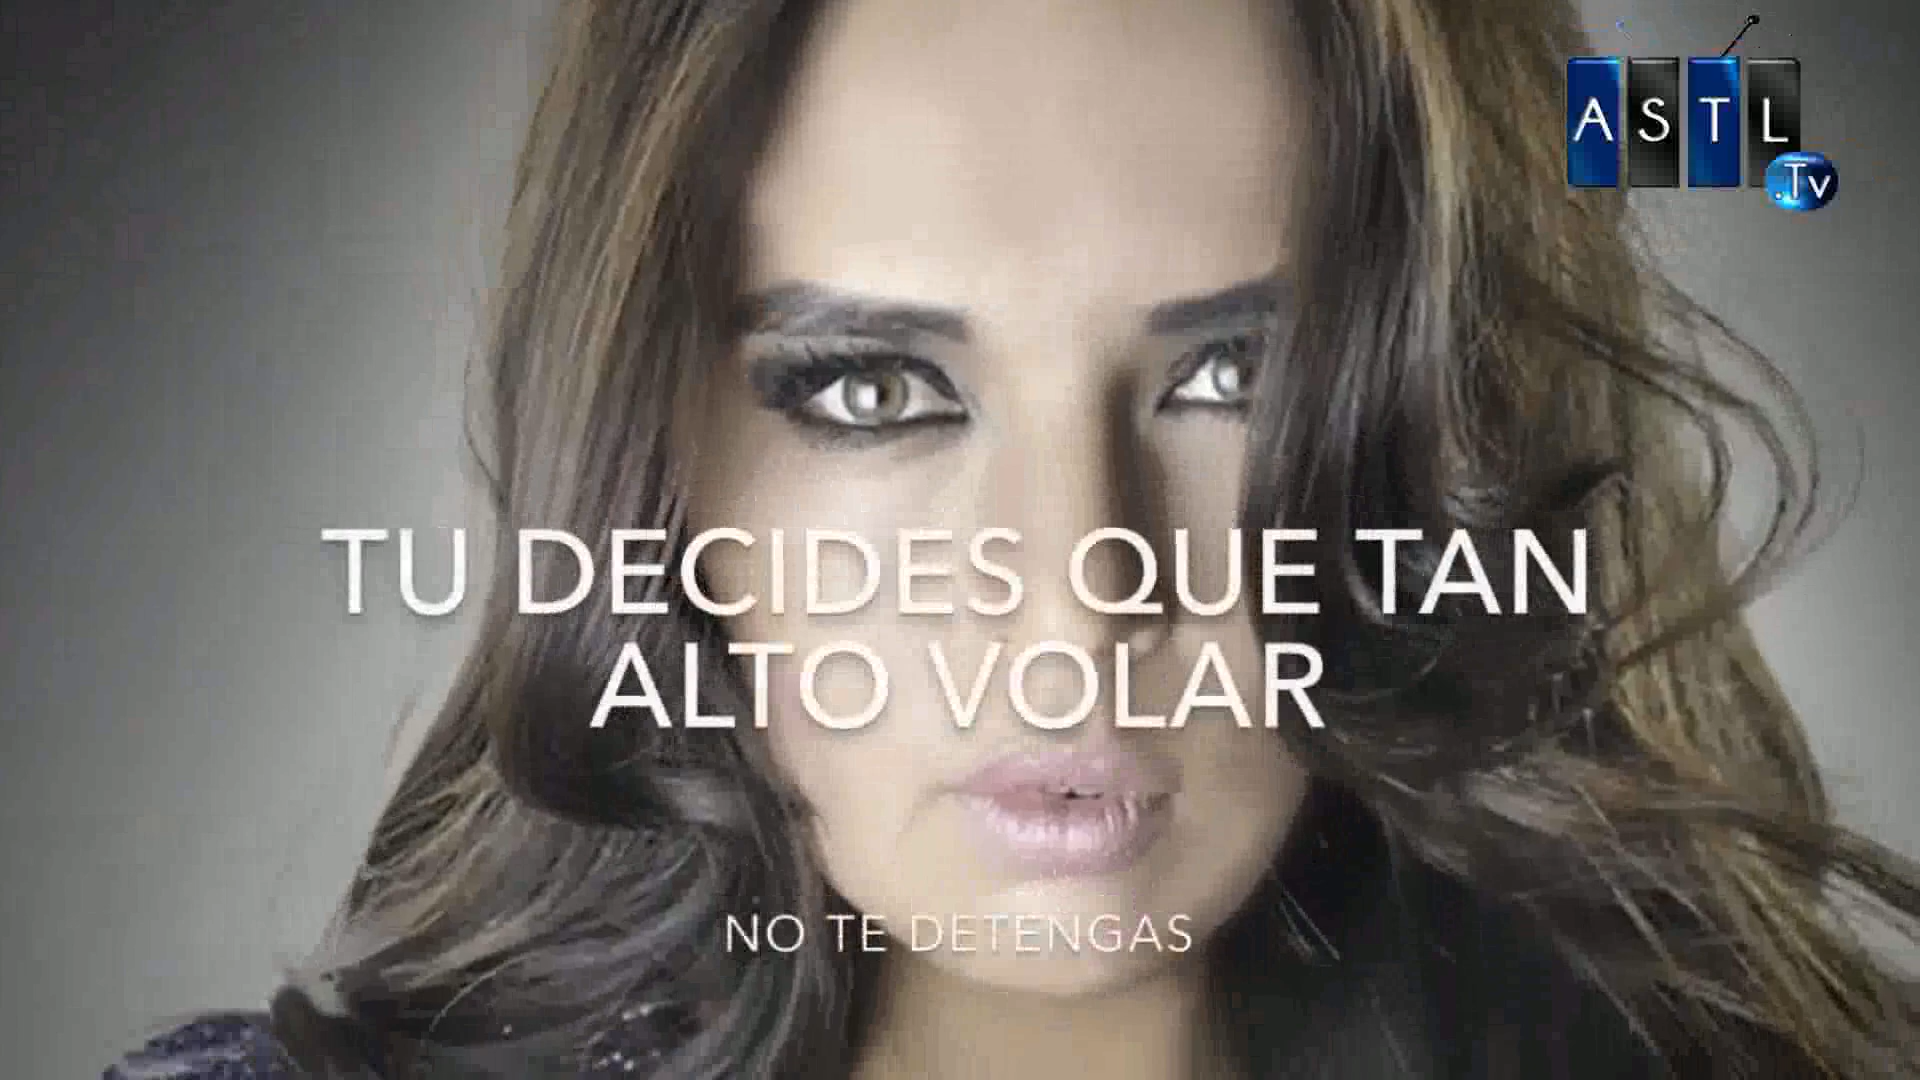 ASTL
.Tv
TU DECIDES QUE TAN
ALTO VOLAR
NO TE DETENGAS